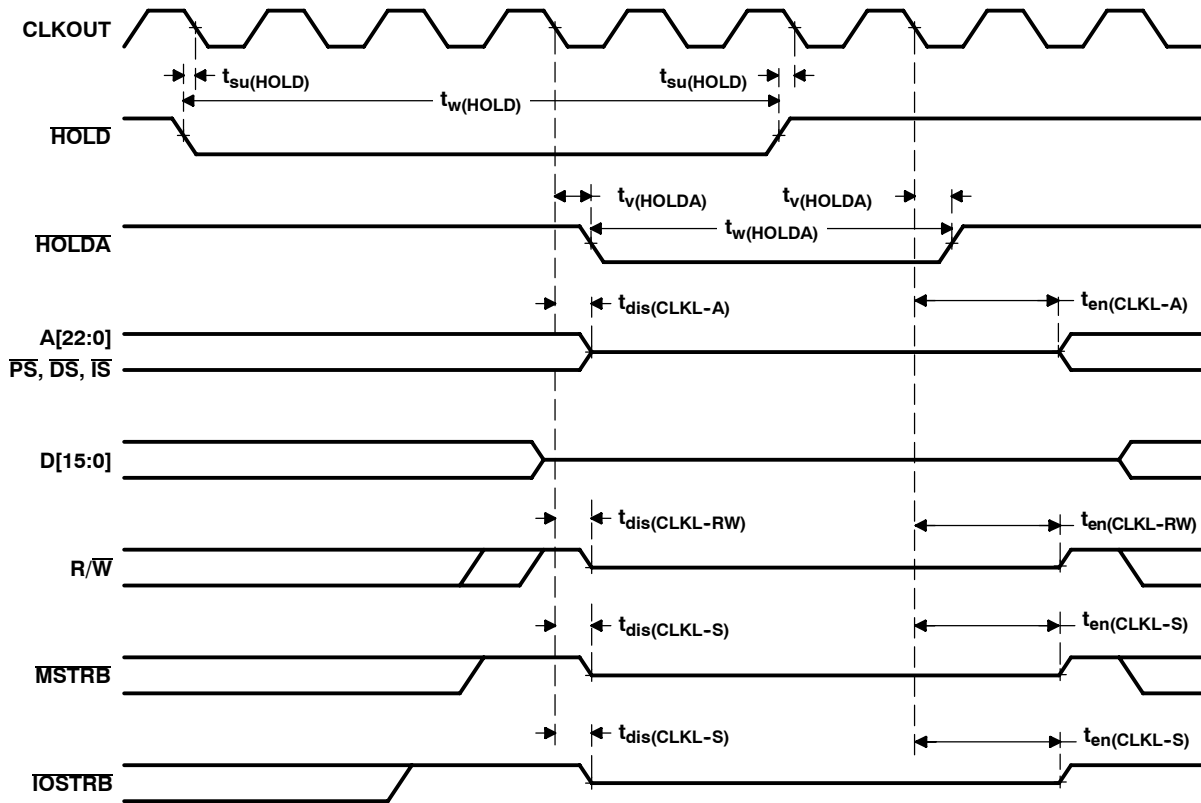 CLKOUT
tsu(HOLD) tsu(HOLD)
tw(HOLD)
HOLD
tv(HOLDA) tv(HOLDA)
tw(HOLDA)
HOLDA
tdis(CLKL-A) ten(CLKL-A)
A[22:0]
PS, DS, IS
D[15:0]
tdis(CLKL-RW) ten(CLKL-RW)
R/W
tdis(CLKL-S) ten(CLKL-S)
MSTRB
tdis(CLKL-S) ten(CLKL-S)
IOSTRB